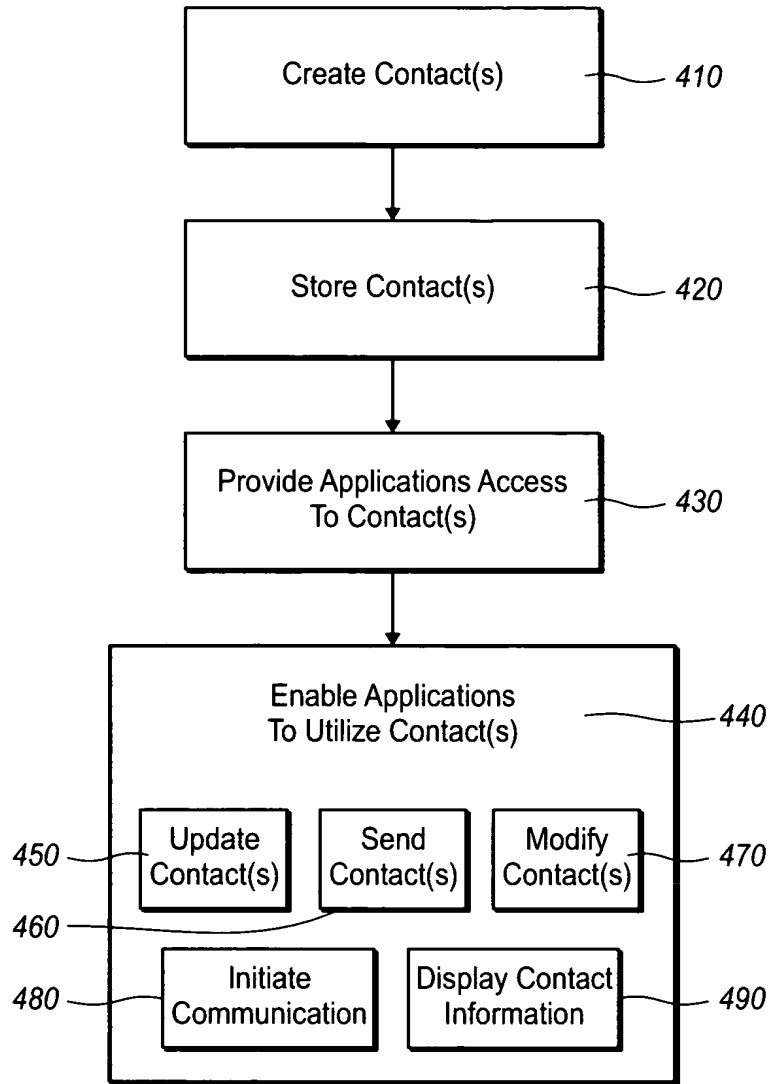 Create Contact(s)
410
Store Contact(s)
420
Provide Applications Access
To Contact(s)
430
Enable Applications
To Utilize Contact(s)
440
450
Update
Contact(s)
460
Send
Contact(s)
Modify
Contact(s)
470
480
Initiate
Communication
Display Contact
Information
490